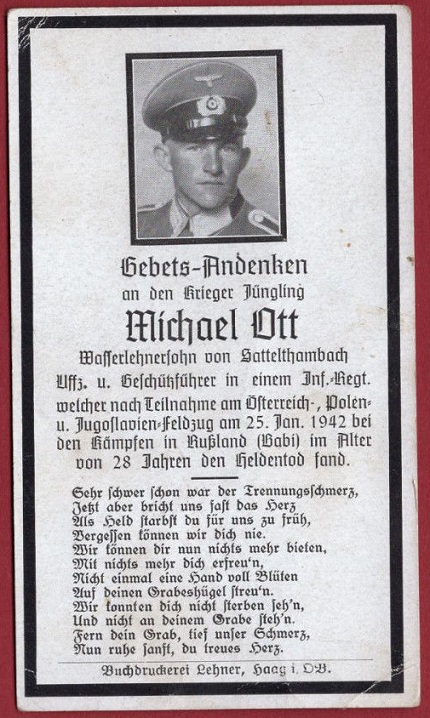 Gebets-Andenken
an den Krieger Jüngling
Michael Ott
Wasserlehnersohn von Sattelthambach
Uffz. u. Geschützführer in einem Inf.-Regt.
welcher nach Teilnahme am Österreich-, Polen-
u. Jugoslavien-Feldzug am 25. Jan. 1942 bei
den Kämpfen in Rußland (Babi) im Alter
von 28 Jahren den Heldentod fand.
Sehr schwer schon war der Trennungsschmerz,
Jetzt aber bricht uns fast das Herz
Als Held starbst du für uns zu früh,
Vergessen können wir dich nie.
Wir können dir nun nichts mehr bieten,
Mit nichts mehr dich erfreu'n,
Nicht einmal eine Hand voll Blüten
Auf deinen Grabeshügel streu'n.
Wir konnten dich nicht sterben seh'n,
Und nicht an deinem Grabe steh'n.
Fern dein Grab, tief unser Schmerz,
Nun ruhe sanft, du treues Herz.
Buchdruckerei Lehner, Haag i. OB.